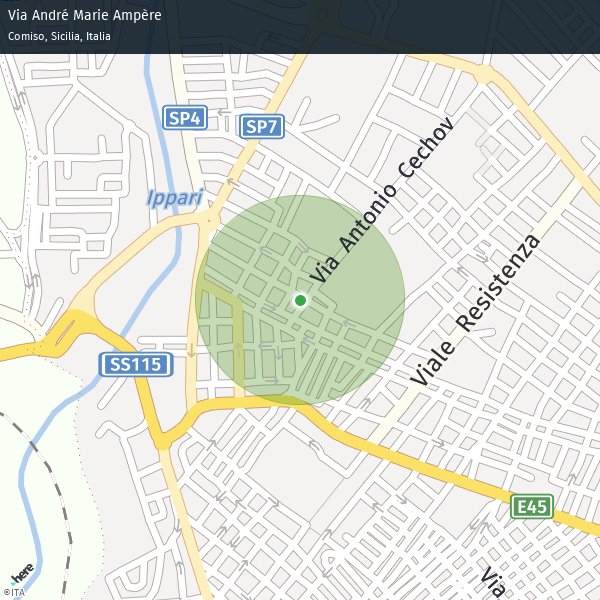 Via André Marie Ampère
Comiso, Sicilia, Italia
SP4
SP7
Ippari
Via Antonio Cechov
Viale Resistenza
SS115
E45
Via
here
©ITA